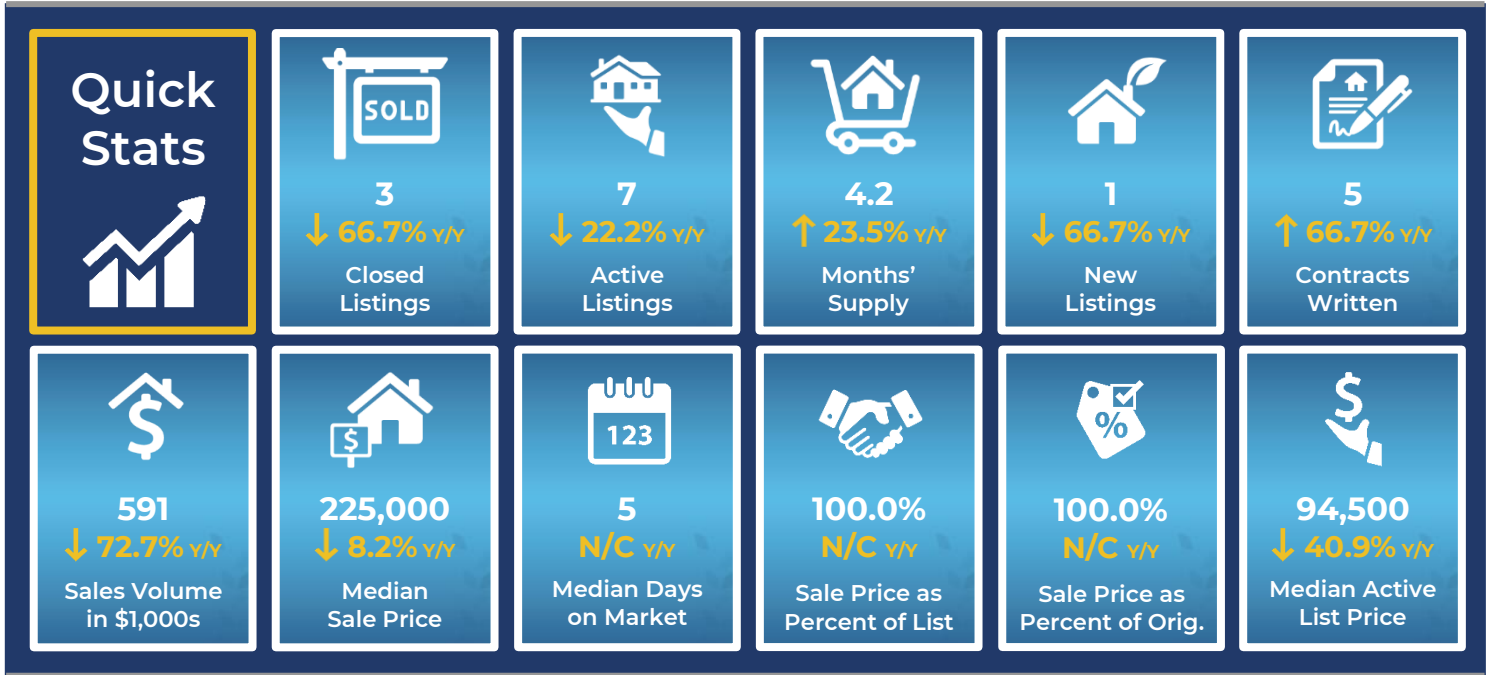 Quick
Stats
SOLD
3
↓ 66.7% Y/Y
Closed
Listings
7
↓ 22.2% Y/Y
Active
Listings
4.2
↑ 23.5% Y/Y
Months’
Supply
1
↓ 66.7% Y/Y
New
Listings
5
↑ 66.7% Y/Y
Contracts
Written
$
591
↓ 72.7% Y/Y
Sales Volume
in $1,000s
$
225,000
↓ 8.2% Y/Y
Median
Sale Price
123
5
N/C Y/Y
Median Days
on Market
100.0%
N/C Y/Y
Sale Price as
Percent of List
%
100.0%
N/C Y/Y
Sale Price as
Percent of Orig.
$
94,500
↓ 40.9% Y/Y
Median Active
List Price